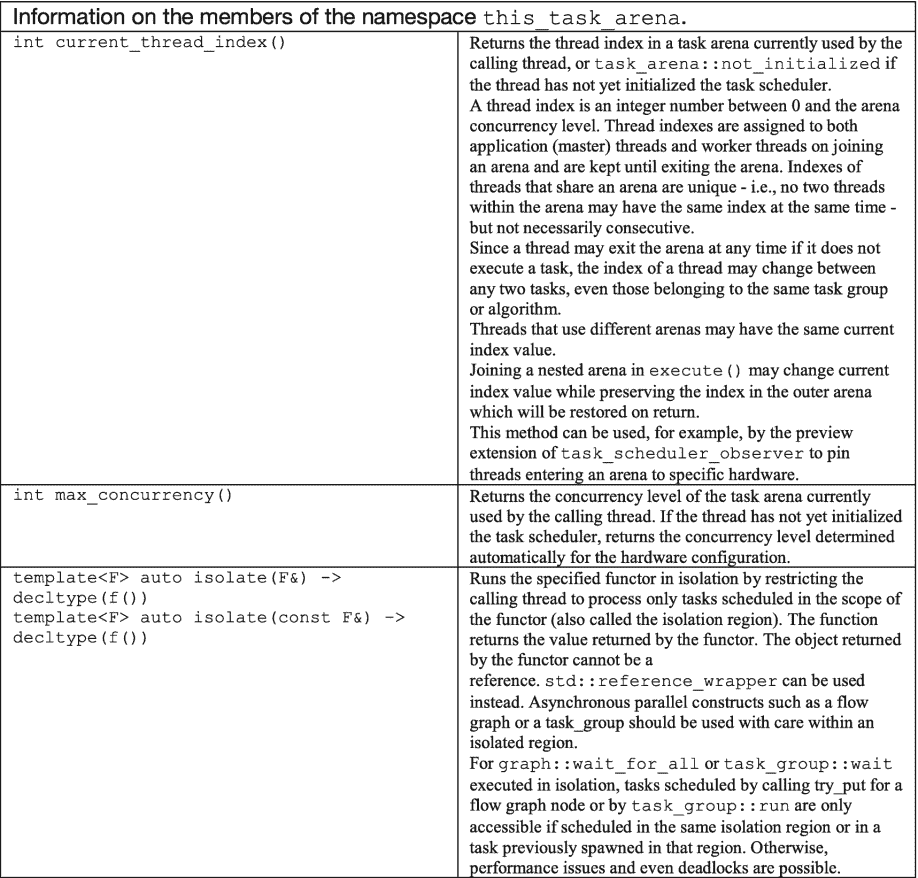 Information on the members of the namespace this_task_arena.
int current_thread_index()
Returns the thread index in a task arena currently used by the
calling thread, or task_arena::not_initialized if
the thread has not yet initialized the task scheduler.
A thread index is an integer number between 0 and the arena
concurrency level. Thread indexes are assigned to both
application (master) threads and worker threads on joining
an arena and are kept until exiting the arena. Indexes of
threads that share an arena are unique - i.e., no two threads
within the arena may have the same index at the same time -
but not necessarily consecutive.
Since a thread may exit the arena at any time if it does not
execute a task, the index of a thread may change between
any two tasks, even those belonging to the same task group
or algorithm.
Threads that use different arenas may have the same current
index value.
Joining a nested arena in execute() may change current
index value while preserving the index in the outer arena
which will be restored on return.
This method can be used, for example, by the preview
extension of task_scheduler_observer to pin
threads entering an arena to specific hardware.
int max_concurrency()
Returns the concurrency level of the task arena currently
used by the calling thread. If the thread has not yet initialized
the task scheduler, returns the concurrency level determined
automatically for the hardware configuration.
template<F> auto isolate(F&) ->
decltype(f())
template<F> auto isolate(const F&) ->
decltype(f())
Runs the specified functor in isolation by restricting the
calling thread to process only tasks scheduled in the scope of
the functor (also called the isolation region). The function
returns the value returned by the functor. The object returned
by the functor cannot be a
reference. std::reference_wrapper can be used
instead. Asynchronous parallel constructs such as a flow
graph or a task_group should be used with care within an
isolated region.
For graph::wait_for_all or task_group::wait
executed in isolation, tasks scheduled by calling try_put for a
flow graph node or by task_group::run are only
accessible if scheduled in the same isolation region or in a
task previously spawned in that region. Otherwise,
performance issues and even deadlocks are possible.